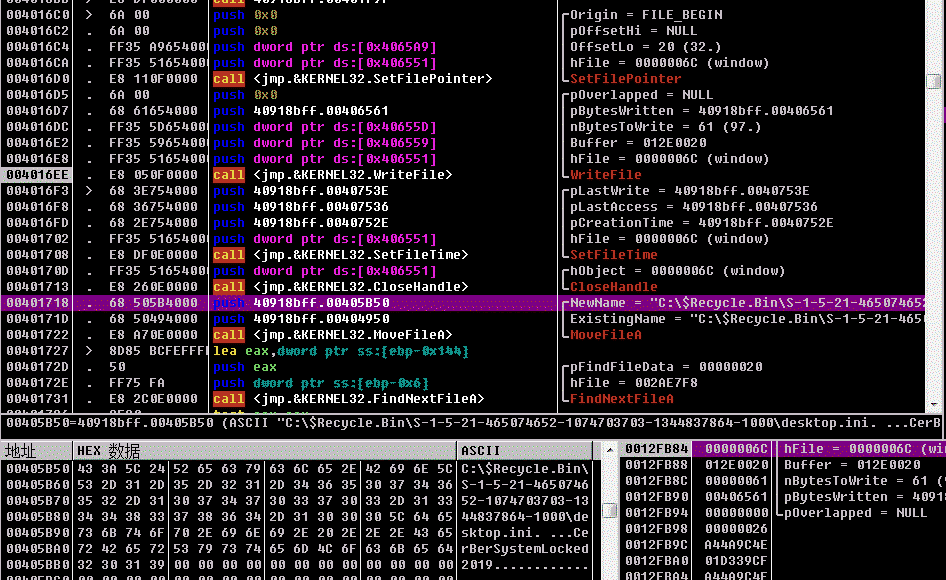 004016C0 > 6A 00 push 0x0 Origin = FILE_BEGIN
004016C2 . 6A 00 push 0x0 pOffsetHi = NULL
004016C4 . FF35 A9654000 push dword ptr ds:[0x4065A9] OffsetLo = 20 (32.)
004016CA . FF35 51654000 push dword ptr ds:[0x406551] hFile = 0000006C (window)
004016D0 . E8 110F0000 call <jmp.&KERNEL32.SetFilePointer> SetFilePointer
004016D5 . 6A 00 push 0x0 pOverlapped = NULL
004016D7 . 68 61654000 push 40918bff.00406561 pBytesWritten = 40918bff.00406561
004016DC . FF35 5D65400 push dword ptr ds:[0x40655D] nBytesToWrite = 61 (97.)
004016E2 . FF35 5965400 push dword ptr ds:[0x406559] Buffer = 012E0020
004016E8 . FF35 5165400 push dword ptr ds:[0x406551] hFile = 0000006C (window)
004016EE . E8 050F0000 call <jmp.&KERNEL32.WriteFile> WriteFile
004016F3 > 68 3E754000 push 40918bff.0040753E pLastWrite = 40918bff.0040753E
004016F8 . 68 36754000 push 40918bff.00407536 pLastAccess = 40918bff.00407536
004016FD . 68 2E754000 push 40918bff.0040752E pCreationTime = 40918bff.0040752E
00401702 . FF35 5165400 push dword ptr ds:[0x406551] hFile = 0000006C (window)
00401708 . E8 DF0E0000 call <jmp.&KERNEL32.SetFileTime> SetFileTime
0040170D . FF35 5165400 push dword ptr ds:[0x406551] hObject = 0000006C (window)
00401713 . E8 260E0000 call <jmp.&KERNEL32.CloseHandle> CloseHandle
00401718 . 68 505B4000 push 40918bff.00405B50 NewName = "C:\$Recycle.Bin\S-1-5-21-46507465
0040171D . 68 50494000 push 40918bff.00404950 ExistingName = "C:\$Recycle.Bin\S-1-5
00401722 . E8 A70E0000 call <jmp.&KERNEL32.MoveFileA> MoveFileA
00401727 > 8D85 BCFEFFF lea eax,dword ptr ss:[ebp-0x144]
0040172D . 50 push eax pFindFileData = 00000020
0040172E . FF75 FA push dword ptr ss:[ebp-0x6] hFile = 002AE7F8
00401731 . E8 2C0E0000 call <jmp.&KERNEL32.FindNextFileA> FindNextFileA
00405B50=40918bff.00405B50 (ASCII "C:\$Recycle.Bin\S-1-5-21-465074652-1074703703-1344837864-1000\desktop.ini. ...CerB
地址 HEX 数据 ASCII
00405B50 43 3A 5C 24 52 65 63 79 63 6C 65 2E 42 69 6E 5C C:\$Recycle.Bin\
00405B60 53 2D 31 2D 35 2D 32 31 2D 34 36 35 30 37 34 36 S-1-5-21-4650746
00405B70 35 32 2D 31 30 37 34 37 30 33 37 30 33 2D 31 33 52-1074703703-13
00405B80 34 34 38 33 37 38 36 34 2D 31 30 30 30 5C 64 65 44837864-1000\de
00405B90 73 6B 74 6F 70 2E 69 6E 69 2E 20 2E 2E 2E 43 65 sktop.ini. ...Ce
00405BA0 72 42 65 72 53 79 73 74 65 6D 4C 6F 63 6B 65 64 rBerSystemLocked
00405BB0 32 30 31 39 00 00 00 00 00 00 00 00 00 00 00 00 2019............
0012FB84 0000006C hFile = 0000006C (wi
0012FB88 012E0020 Buffer = 012E0020
0012FB8C 00000061 nBytesToWrite = 61 (9
0012FB90 00406561 pBytesWritten = 4091
0012FB94 00000000 pOverlapped = NULL
0012FB98 00000026
0012FB9C A44A9C4E
0012FBA0 01D339CF
0012FBA4 A44A9C4E